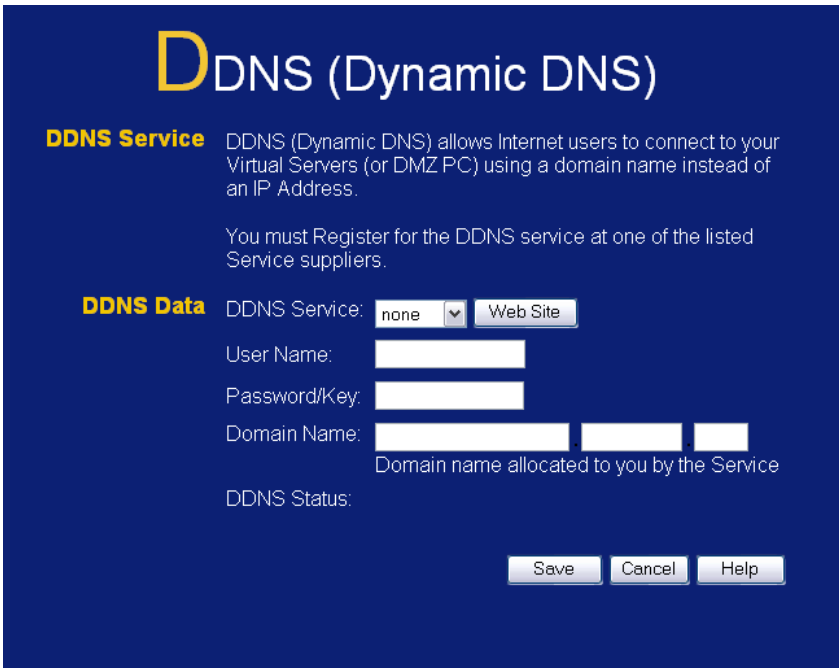 DDNS (Dynamic DNS)
DDNS Service
DDNS (Dynamic DNS) allows Internet users to connect to your
Virtual Servers (or DMZ PC) using a domain name instead of
an IP Address.
You must Register for the DDNS service at one of the listed
Service suppliers.
DDNS Data
DDNS Service: none Web Site
User Name:
Password/Key:
Domain Name: . .
Domain name allocated to you by the Service
DDNS Status:
Save Cancel Help